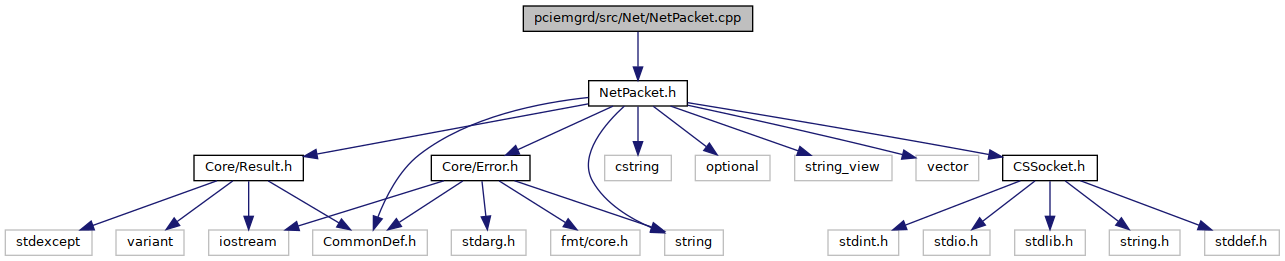 pciemgrd/src/Net/NetPacket.cpp
NetPacket.h
Core/Result.h
Core/Error.h
cstring
optional
string_view
vector
CSSocket.h
stdexcept
variant
iostream
CommonDef.h
stdarg.h
fmt/core.h
string
stdint.h
stdio.h
stdlib.h
string.h
stddef.h